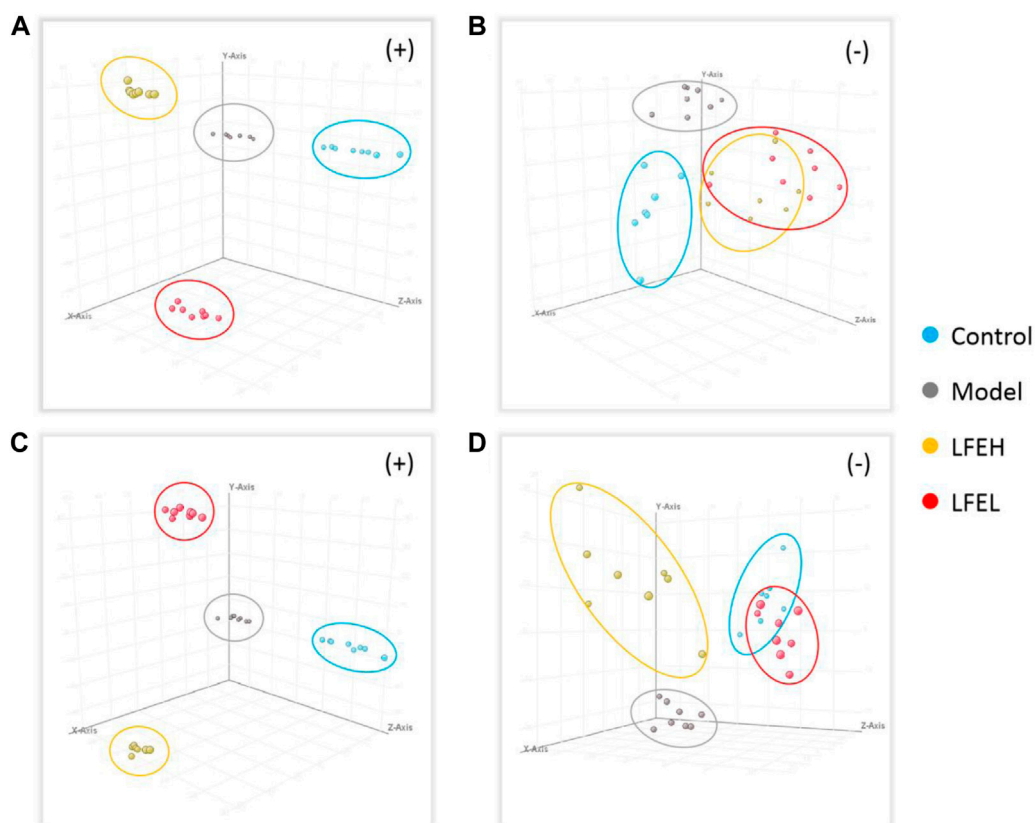 A
(+)
Y-Axis
X-Axis
Z-Axis
B
(-)
Y-Axis
X-Axis
Z-Axis
Control
Model
LFEH
LFEL
C
(+)
Y-Axis
X-Axis
Z-Axis
D
(-)
Y-Axis
X-Axis
Z-Axis